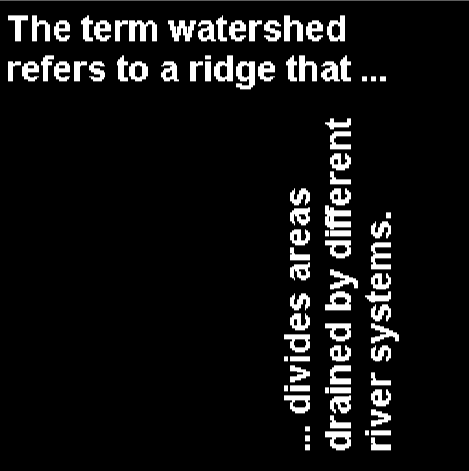 The term watershed
refers to a ridge that ...
... divides areas
drained by different
river systems.